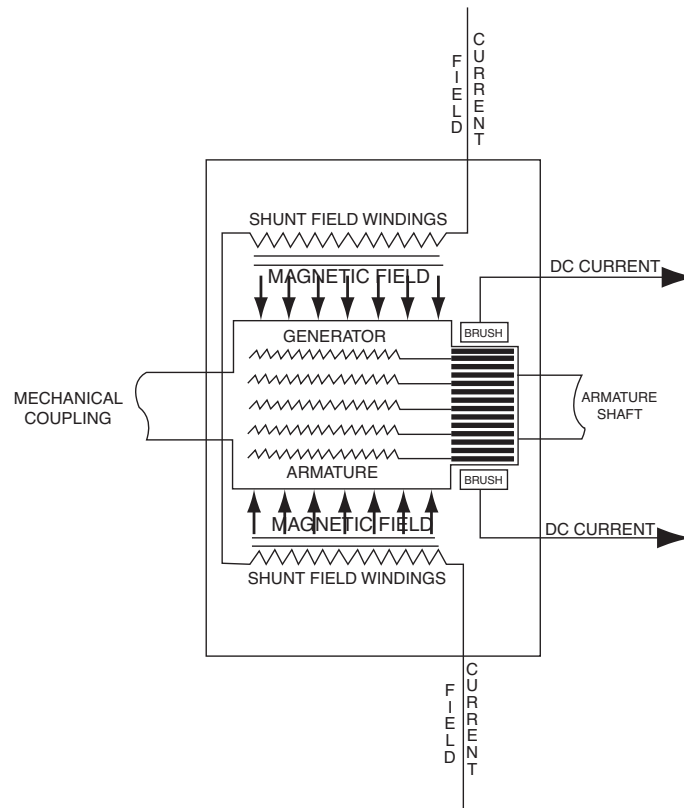 FIELD
CURRENT
SHUNT FIELD WINDINGS
MAGNETIC FIELD
DC CURRENT
GENERATOR
BRUSH
MECHANICAL
COUPLING
ARMATURE
SHAFT
ARMATURE
BRUSH
MAGNETIC FIELD
DC CURRENT
SHUNT FIELD WINDINGS
FIELD
CURRENT